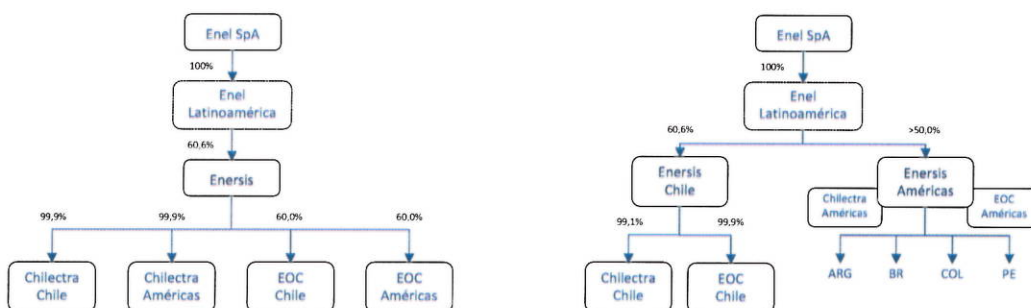 Enel SpA
100%
Enel
Latinoamérica
60,6%
Enersis
99,9%
99,9%
60,0%
60,0%
Chilectra
Chile
Chilectra
Américas
EOC
Chile
EOC
Américas
Enel SpA
100%
Enel
Latinoamérica
60,6%
>50,0%
Enersis
Chile
Enersis
Américas
Chilectra
Américas
EOC
Américas
99,1%
99,9%
Chilectra
Chile
EOC
Chile
ARG
BR
COL
PE